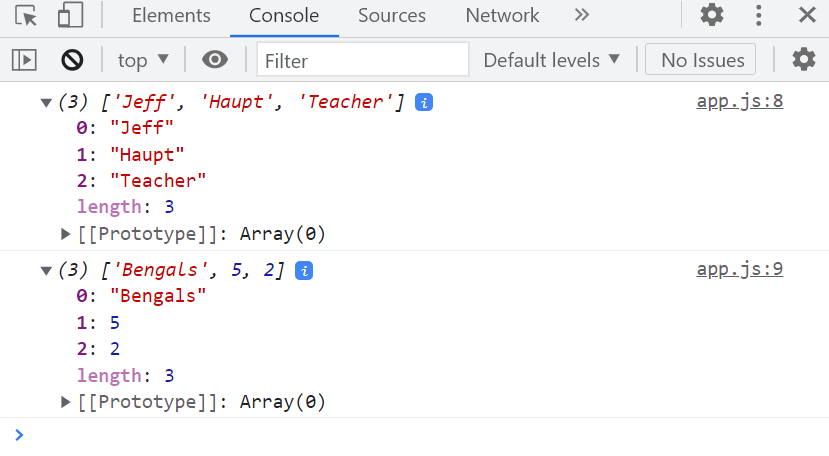 Elements Console Sources Network »
top ▼ Filter Default levels ▼ No Issues
▼ (3) ['Jeff', 'Haupt', 'Teacher'] i app.js:8
0: "Jeff"
1: "Haupt"
2: "Teacher"
length: 3
▶ [[Prototype]]: Array(0)
▼ (3) ['Bengals', 5, 2] i app.js:9
0: "Bengals"
1: 5
2: 2
length: 3
▶ [[Prototype]]: Array(0)
>